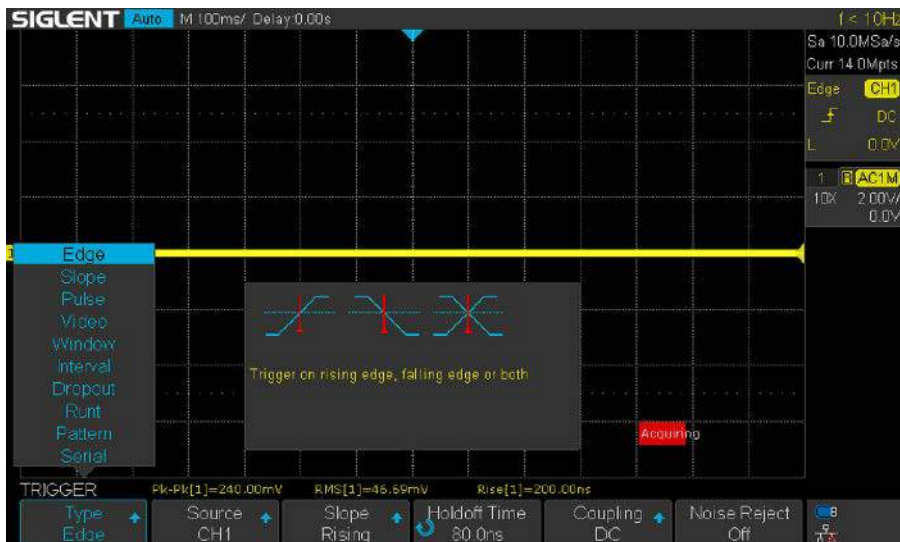 SIGLENT Auto M 100ms/ Delay:0.00s f < 10Hz
Sa 10.0MSa/s
Curr 14.0Mpts
Edge CH1
DC
L 0.0V
1 B AC1M
10X 2.00V/
0.0V
1
Edge
Slope
Pulse
Video
Window
Interval
Dropout
Runt
Pattern
Serial
Trigger on rising edge, falling edge or both
Acquiring
TRIGGER Pk-Pk[1]=240.00mV RMS[1]=46.69mV Rise[1]=200.00ns
Type Source Slope Holdoff Time Coupling Noise Reject
Edge CH1 Rising 80.0ns DC Off
B